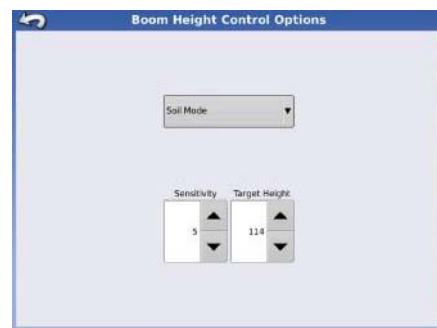 Boom Height Control Options
Soil Mode
Sensitivity Target Height
5 114